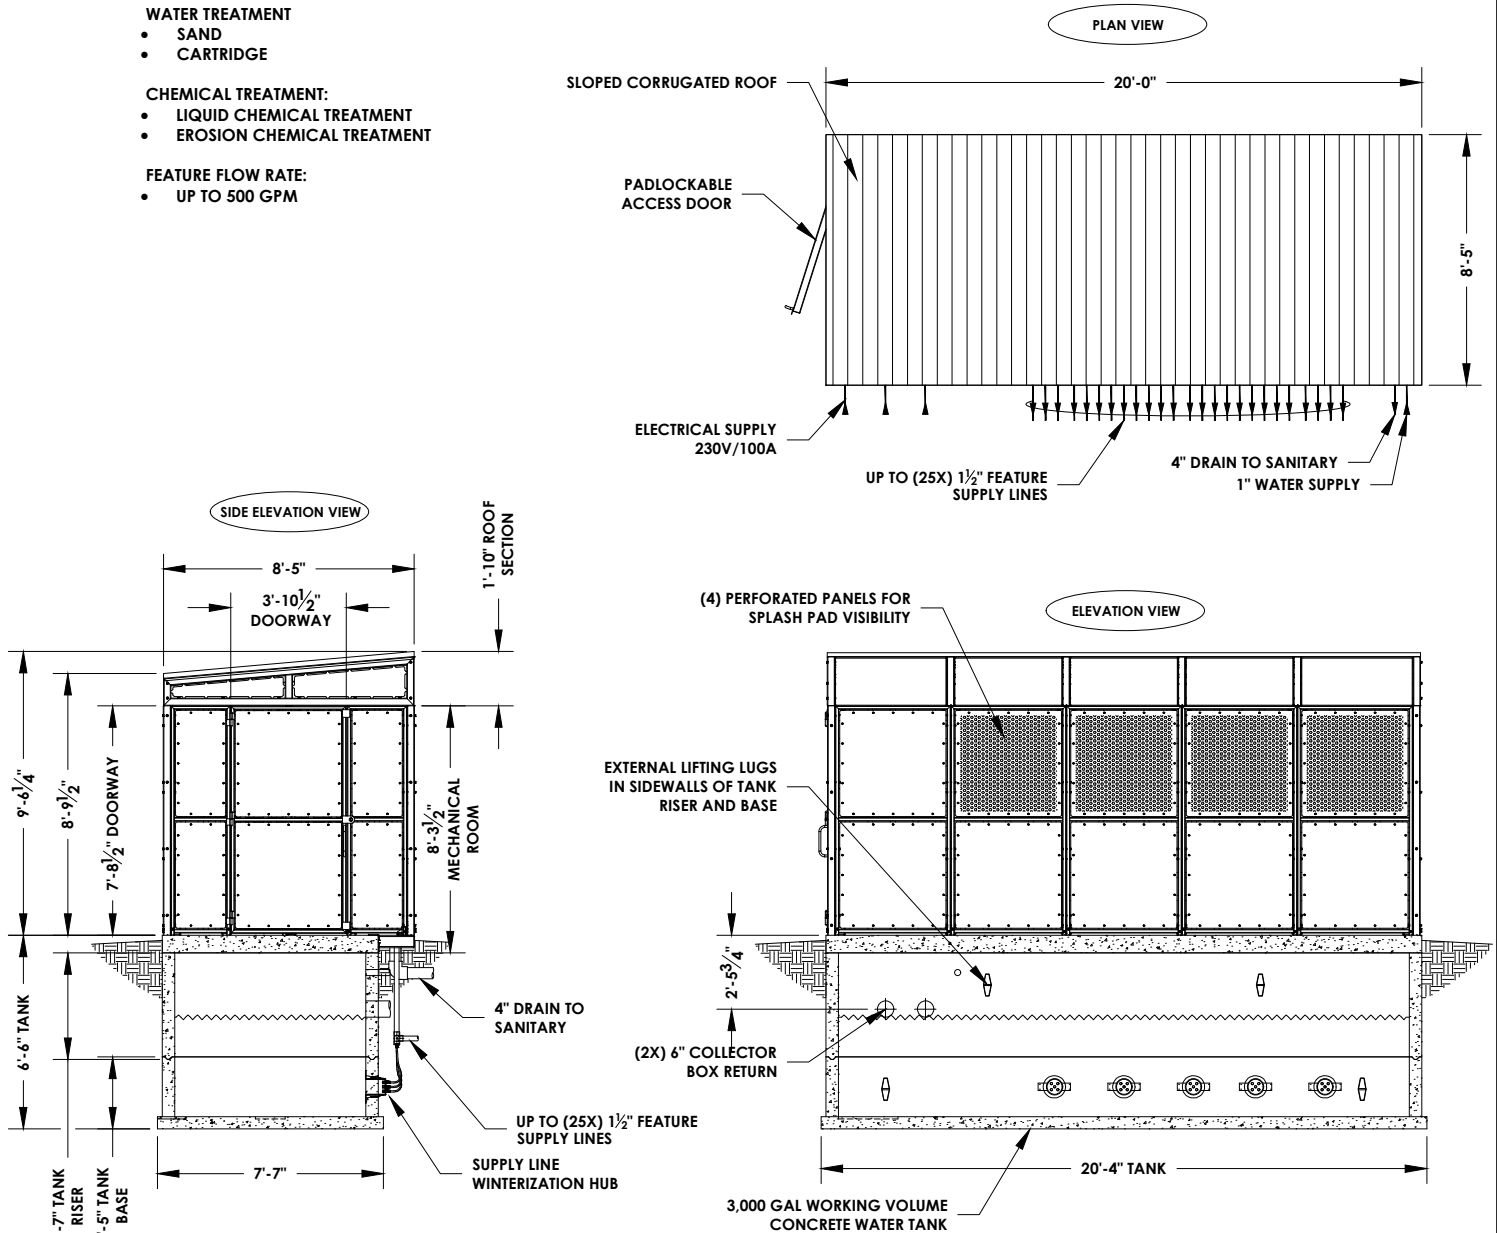 WATER TREATMENT
• SAND
• CARTRIDGE
CHEMICAL TREATMENT:
• LIQUID CHEMICAL TREATMENT
• EROSION CHEMICAL TREATMENT
FEATURE FLOW RATE:
• UP TO 500 GPM
PLAN VIEW
SLOPED CORRUGATED ROOF
20'-0"
PADLOCKABLE
ACCESS DOOR
8'-5"
ELECTRICAL SUPPLY
230V/100A
UP TO (25X) 1½" FEATURE
SUPPLY LINES
4" DRAIN TO SANITARY
1" WATER SUPPLY
SIDE ELEVATION VIEW
8'-5"
3'-10½"
DOORWAY
1'-10" ROOF
SECTION
9'-6¼"
8'-9½"
7'-8½" DOORWAY
8'-3½"
MECHANICAL
ROOM
6'-6" TANK
-7" TANK
RISER
'-5" TANK
BASE
7'-7"
4" DRAIN TO
SANITARY
UP TO (25X) 1½" FEATURE
SUPPLY LINES
SUPPLY LINE
WINTERIZATION HUB
ELEVATION VIEW
(4) PERFORATED PANELS FOR
SPLASH PAD VISIBILITY
EXTERNAL LIFTING LUGS
IN SIDEWALLS OF TANK
RISER AND BASE
2'-5¾"
(2X) 6" COLLECTOR
BOX RETURN
20'-4" TANK
3,000 GAL WORKING VOLUME
CONCRETE WATER TANK